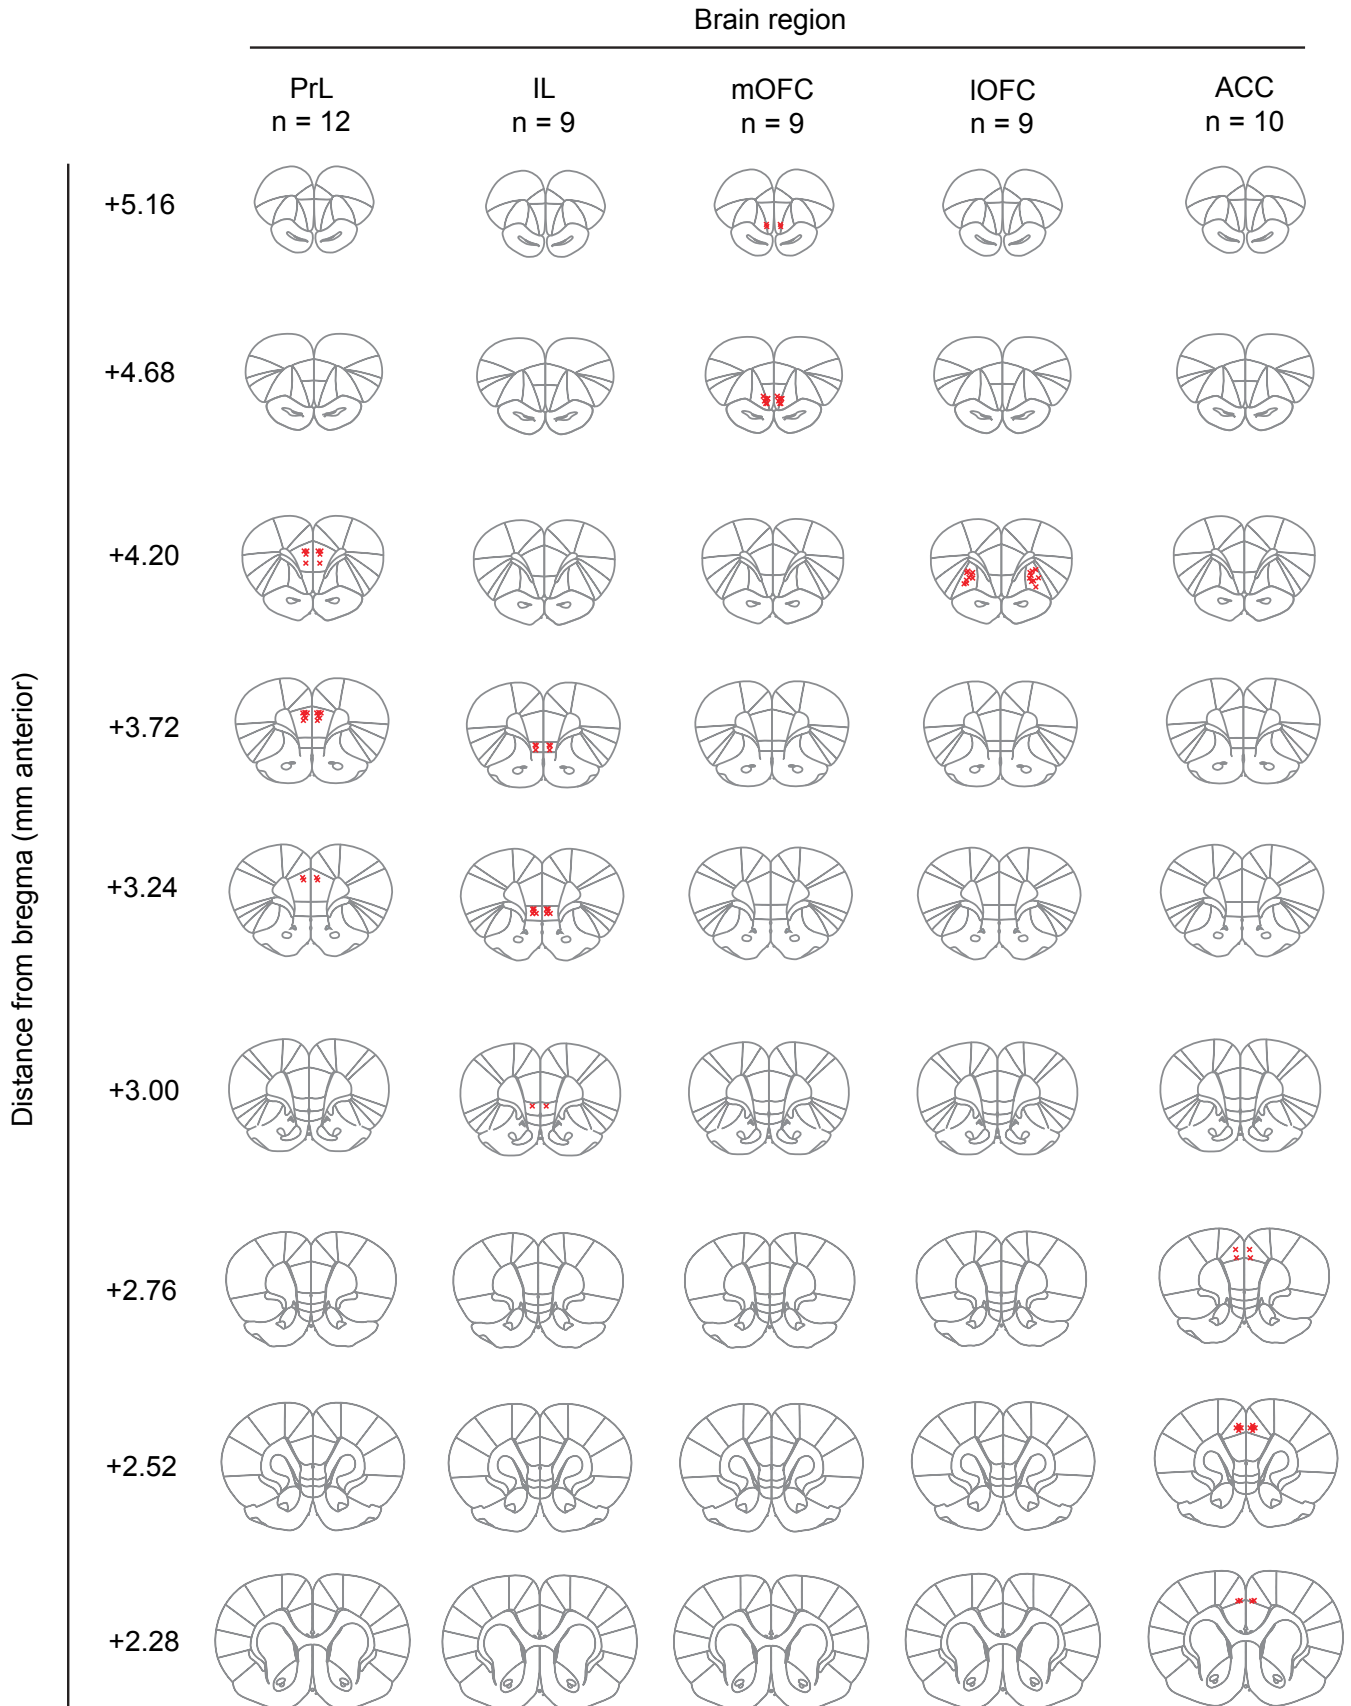 Brain region
PrL
n = 12
IL
n = 9
mOFC
n = 9
lOFC
n = 9
ACC
n = 10
Distance from bregma (mm anterior)
+5.16
+4.68
+4.20
+3.72
+3.24
+3.00
+2.76
+2.52
+2.28